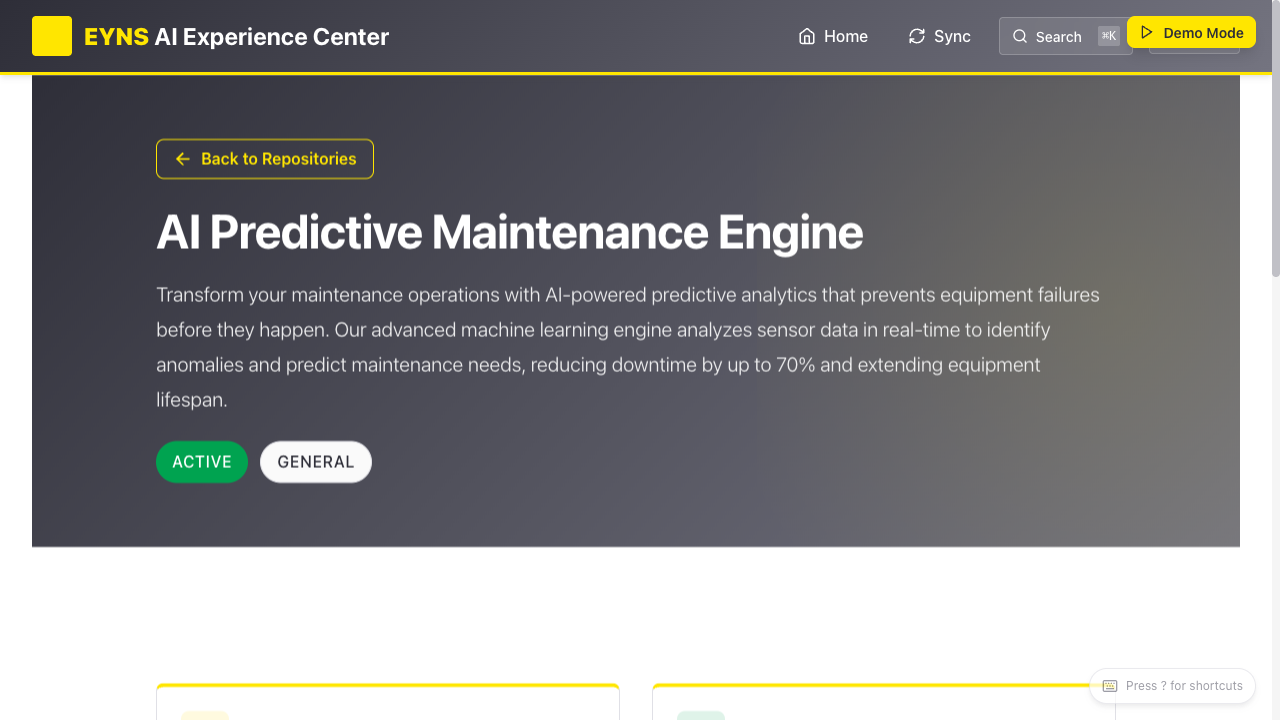 EYNS AI Experience Center
Home
Sync
Search
⌘K
Demo Mode
Back to Repositories
AI Predictive Maintenance Engine
Transform your maintenance operations with AI-powered predictive analytics that prevents equipment failures
before they happen. Our advanced machine learning engine analyzes sensor data in real-time to identify
anomalies and predict maintenance needs, reducing downtime by up to 70% and extending equipment
lifespan.
ACTIVE
GENERAL
Press ? for shortcuts